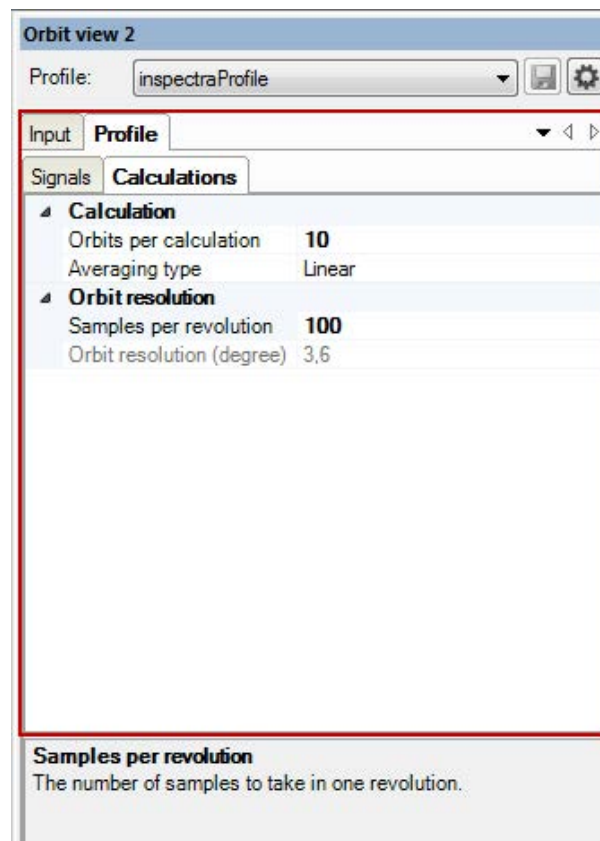 Orbit view 2
Profile: inspectraProfile
Input Profile
Signals Calculations
Calculation
Orbits per calculation 10
Averaging type Linear
Orbit resolution
Samples per revolution 100
Orbit resolution (degree) 3,6
Samples per revolution
The number of samples to take in one revolution.